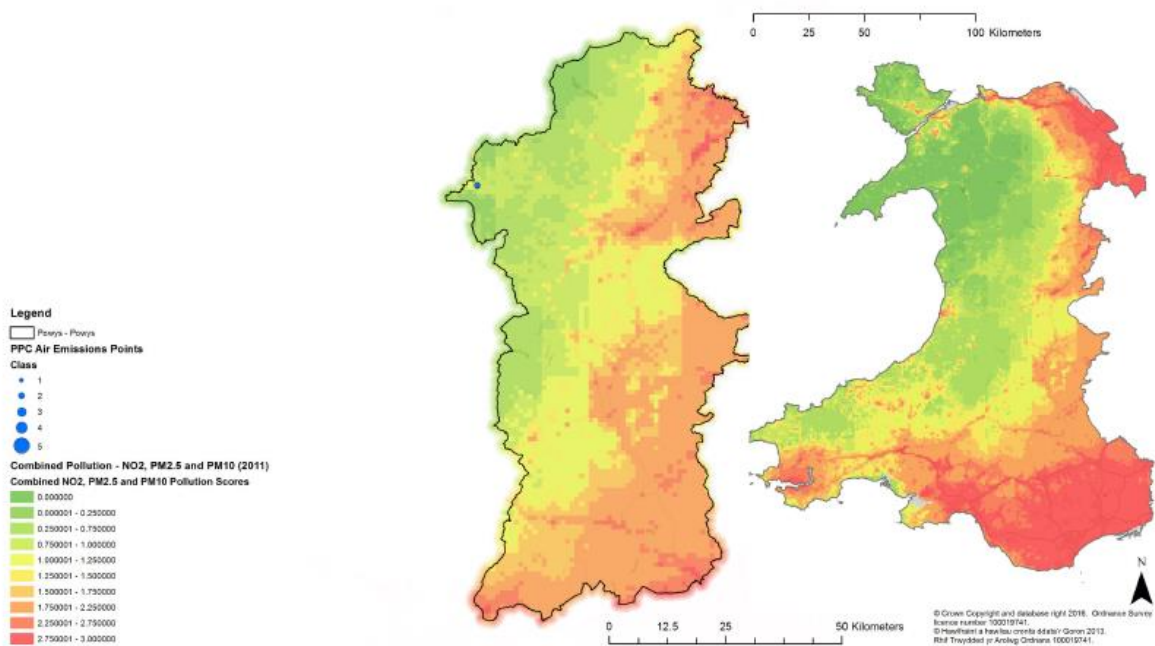 0 25 50 100 Kilometers
Legend
Powys - Powys
PPC Air Emissions Points
Class
1
2
3
4
5
Combined Pollution - NO2, PM2.5 and PM10 (2011)
Combined NO2, PM2.5 and PM10 Pollution Scores
0.000000
0.000001 - 0.250000
0.250001 - 0.750000
0.750001 - 1.000000
1.000001 - 1.250000
1.250001 - 1.500000
1.500001 - 1.750000
1.750001 - 2.250000
2.250001 - 2.750000
2.750001 - 3.000000
0 12.5 25 50 Kilometers
N
© Crown Copyright and database right 2016. Ordnance Survey
licence number 100019741.
© Hawlfraint a hawliau cronfa ddata'r Goron 2013.
Rhif Trwydded yr Arolwg Ordnans 100019741.